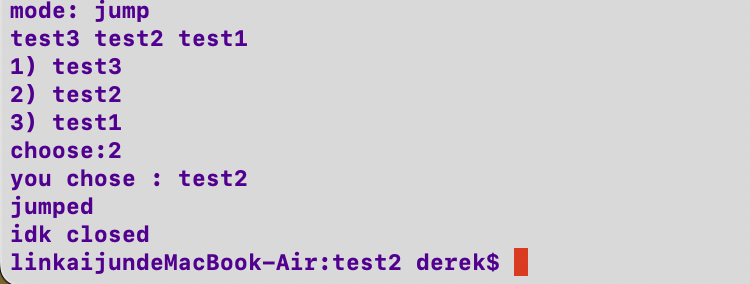 mode: jump
test3 test2 test1
1) test3
2) test2
3) test1
choose:2
you chose : test2
jumped
idk closed
linkaijundeMacBook-Air:test2 derek$